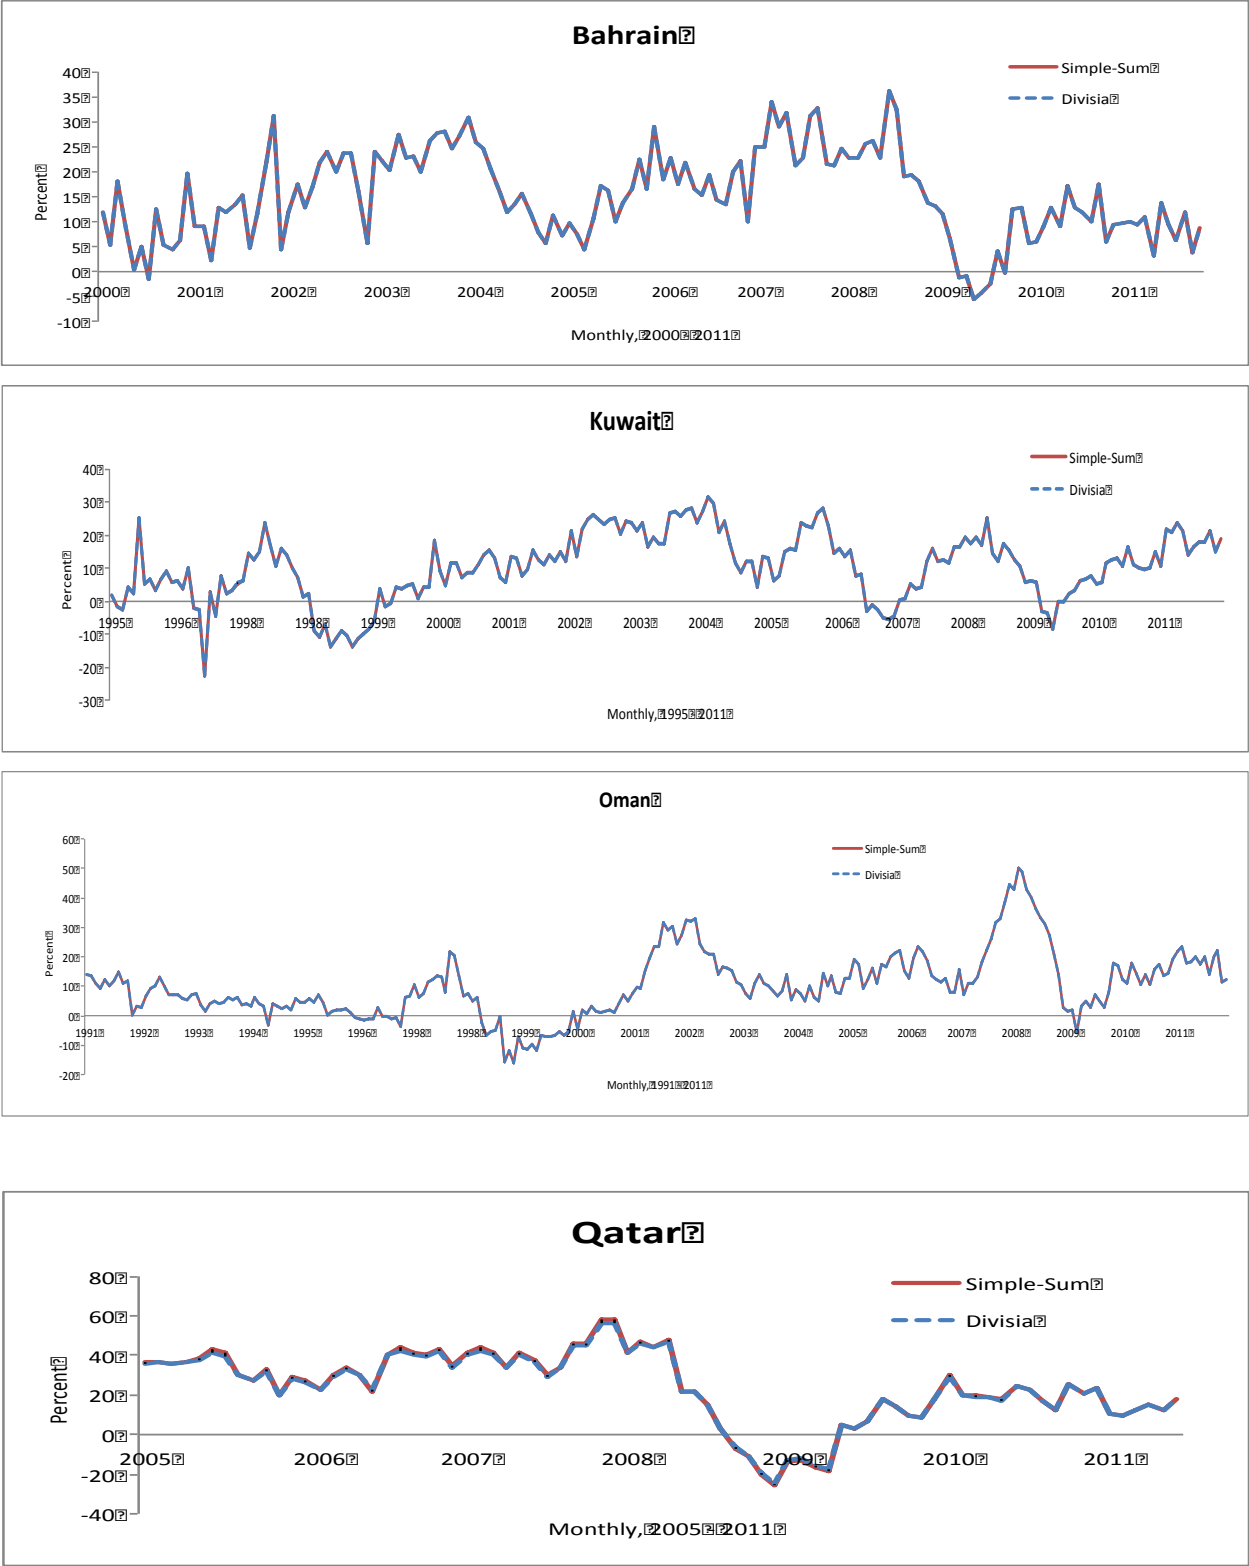 Bahrain
Simple-Sum
Divisia
40
35
30
25
20
15
10
5
0
-5
-10
Percent
2000 2001 2002 2003 2004 2005 2006 2007 2008 2009 2010 2011
Monthly, 2000 - 2011
Kuwait
Simple-Sum
Divisia
40
30
20
10
0
-10
-20
-30
Percent
1995 1996 1998 1998 1999 2000 2001 2002 2003 2004 2005 2006 2007 2008 2009 2010 2011
Monthly, 1995 - 2011
Oman
Simple-Sum
Divisia
60
50
40
30
20
10
0
-10
-20
Percent
1991 1992 1993 1994 1995 1996 1998 1998 1999 2000 2001 2002 2003 2004 2005 2006 2007 2008 2009 2010 2011
Monthly, 1991 - 2011
Qatar
Simple-Sum
Divisia
80
60
40
20
0
-20
-40
Percent
2005 2006 2007 2008 2009 2010 2011
Monthly, 2005 - 2011